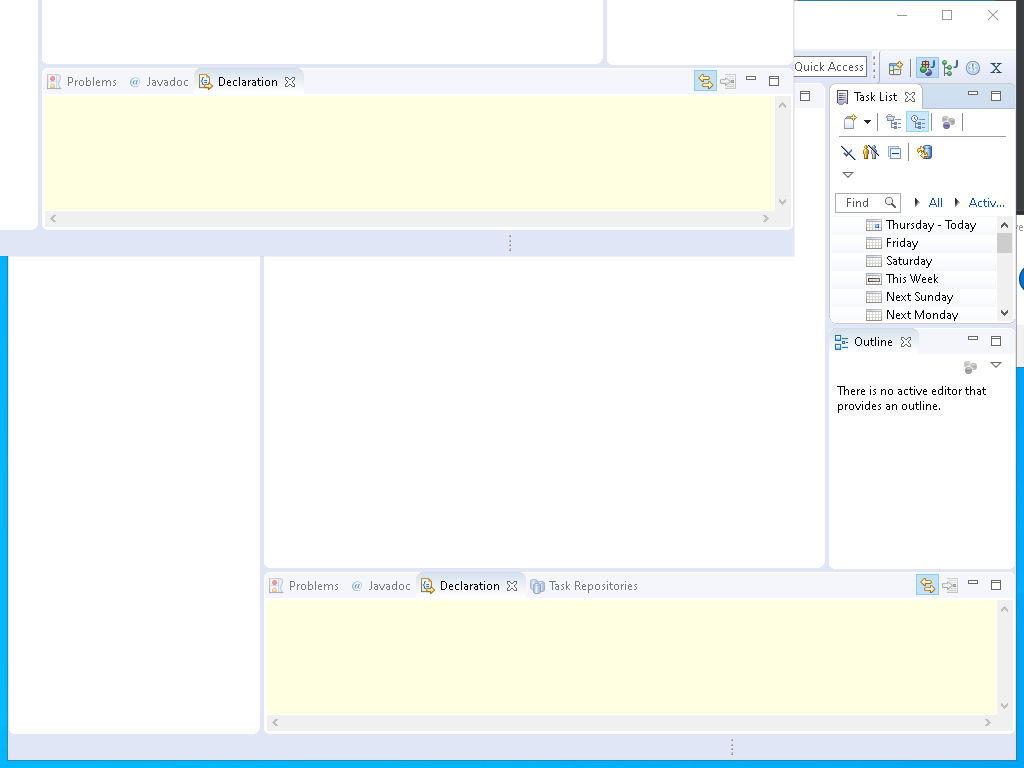 Problems @ Javadoc Declaration
Quick Access
Task List
Find All Activ...
Thursday - Today
Friday
Saturday
This Week
Next Sunday
Next Monday
Outline
There is no active editor that
provides an outline.
Problems @ Javadoc Declaration Task Repositories